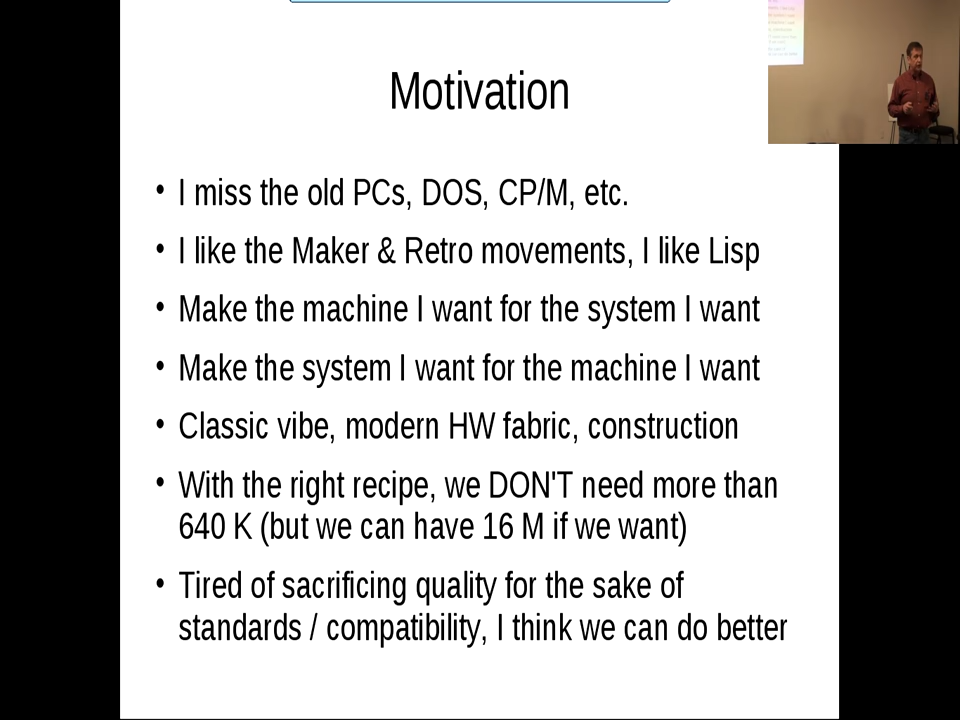 Motivation
• I miss the old PCs, DOS, CP/M, etc.
• I like the Maker & Retro movements, I like Lisp
• Make the machine I want for the system I want
• Make the system I want for the machine I want
• Classic vibe, modern HW fabric, construction
• With the right recipe, we DON'T need more than
640 K (but we can have 16 M if we want)
• Tired of sacrificing quality for the sake of
standards / compatibility, I think we can do better